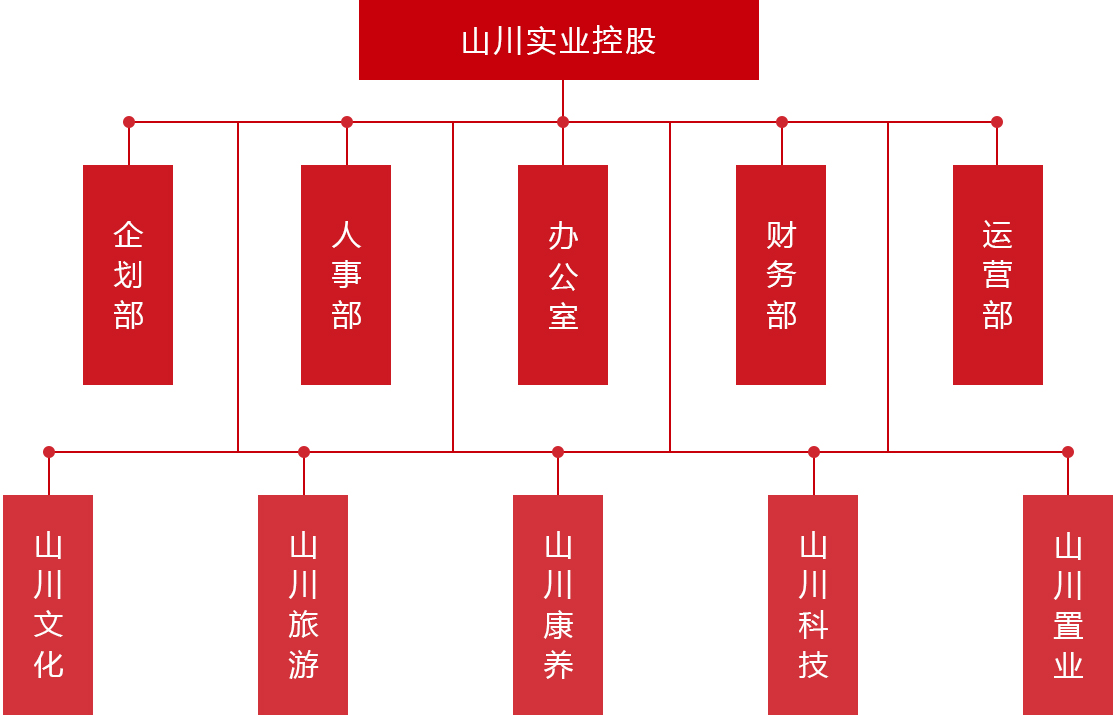 山川实业控股
企划部
人事部
办公室
财务部
运营部
山川文化
山川旅游
山川康养
山川科技
山川置业